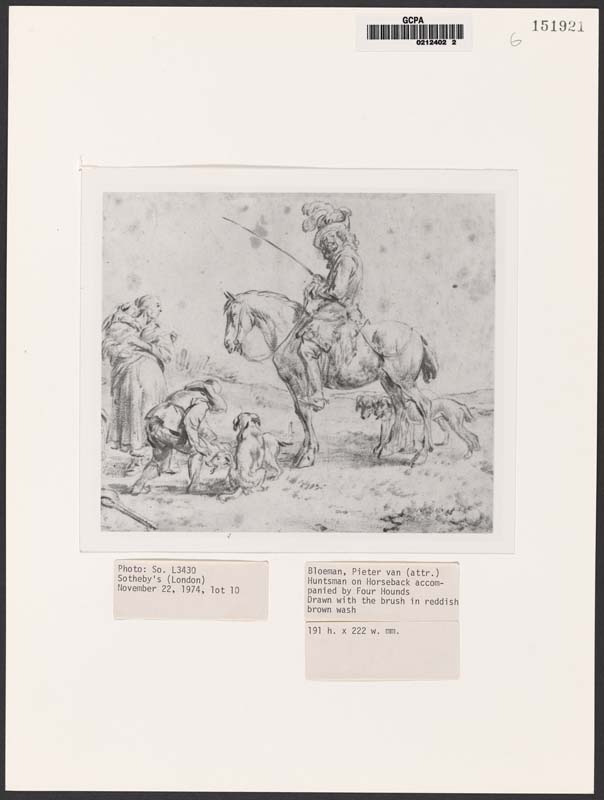 GCPA
0212402 2
6
151921
Photo: So. L3430
Sotheby's (London)
November 22, 1974, lot 10
Bloeman, Pieter van (attr.)
Huntsman on Horseback accom-
panied by Four Hounds
Drawn with the brush in reddish
brown wash
191 h. x 222 w. mm.